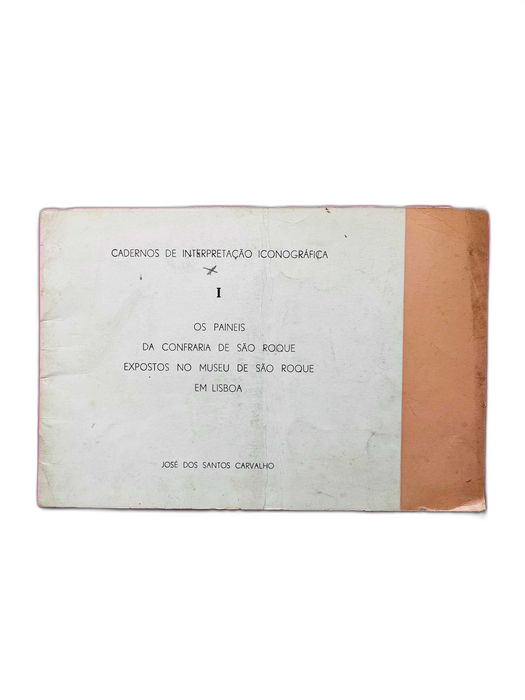 CADERNOS DE INTERPRETAÇÃO ICONOGRÁFICA
I
OS PAINEIS
DA CONFRARIA DE SÃO ROQUE
EXPOSTOS NO MUSEU DE SÃO ROQUE
EM LISBOA
JOSÉ DOS SANTOS CARVALHO